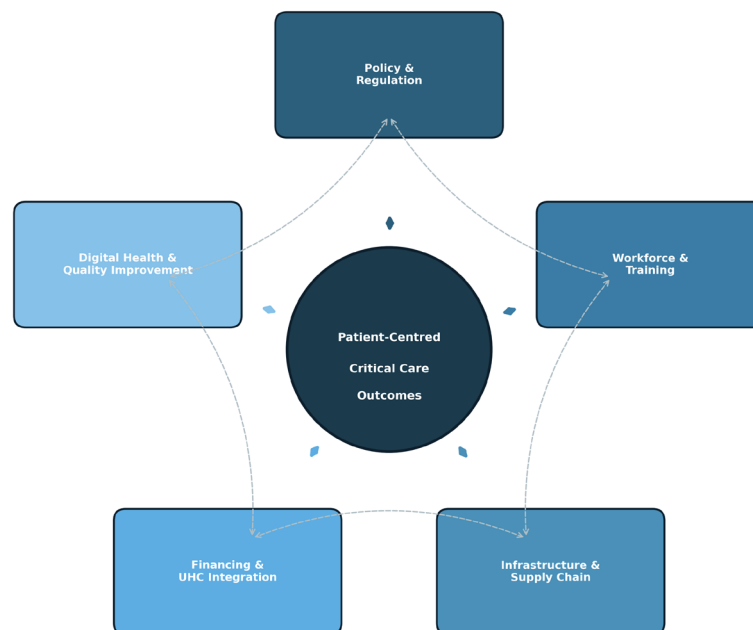 Policy &
Regulation
Digital Health &
Quality Improvement
Workforce &
Training
Patient-Centred
Critical Care
Outcomes
Financing &
UHC Integration
Infrastructure &
Supply Chain